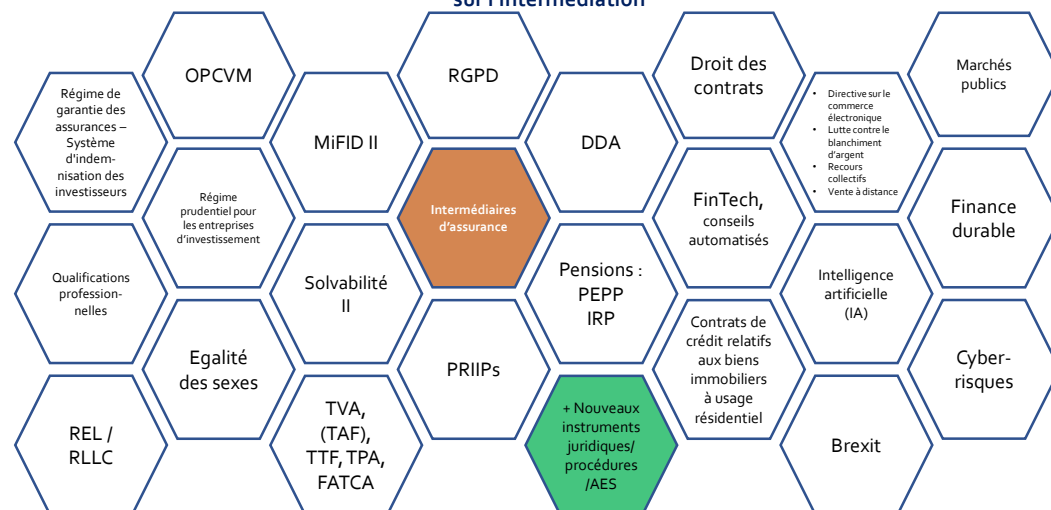 sur l'intermédiation
OPCVM
RGPD
Droit des
contrats
Marchés
publics
Régime de
garantie des
assurances –
Système
d'indem-
nisation des
investisseurs
MiFID II
DDA
• Directive sur le
commerce
électronique
• Lutte contre le
blanchiment
d'argent
• Recours
collectifs
• Vente à distance
Régime
prudentiel pour
les entreprises
d'investissement
Intermédiaires
d'assurance
FinTech,
conseils
automatisés
Finance
durable
Qualifications
profession-
nelles
Solvabilité
II
Pensions :
PEPP
IRP
Intelligence
artificielle
(IA)
Egalité
des sexes
PRIIPs
Contrats de
crédit relatifs
aux biens
immobiliers
à usage
résidentiel
Cyber-
risques
REL /
RLLC
TVA,
(TAF),
TTF, TPA,
FATCA
+ Nouveaux
instruments
juridiques/
procédures
/AES
Brexit